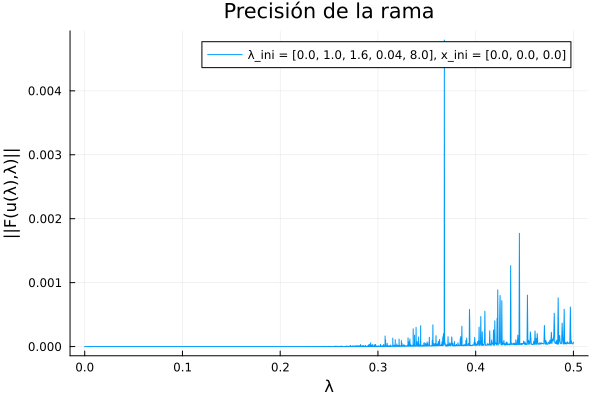 Precisión de la rama
λ_ini = [0.0, 1.0, 1.6, 0.04, 8.0], x_ini = [0.0, 0.0, 0.0]
||F(u(λ),λ)||
0.004
0.003
0.002
0.001
0.000
0.0 0.1 0.2 0.3 0.4 0.5
λ